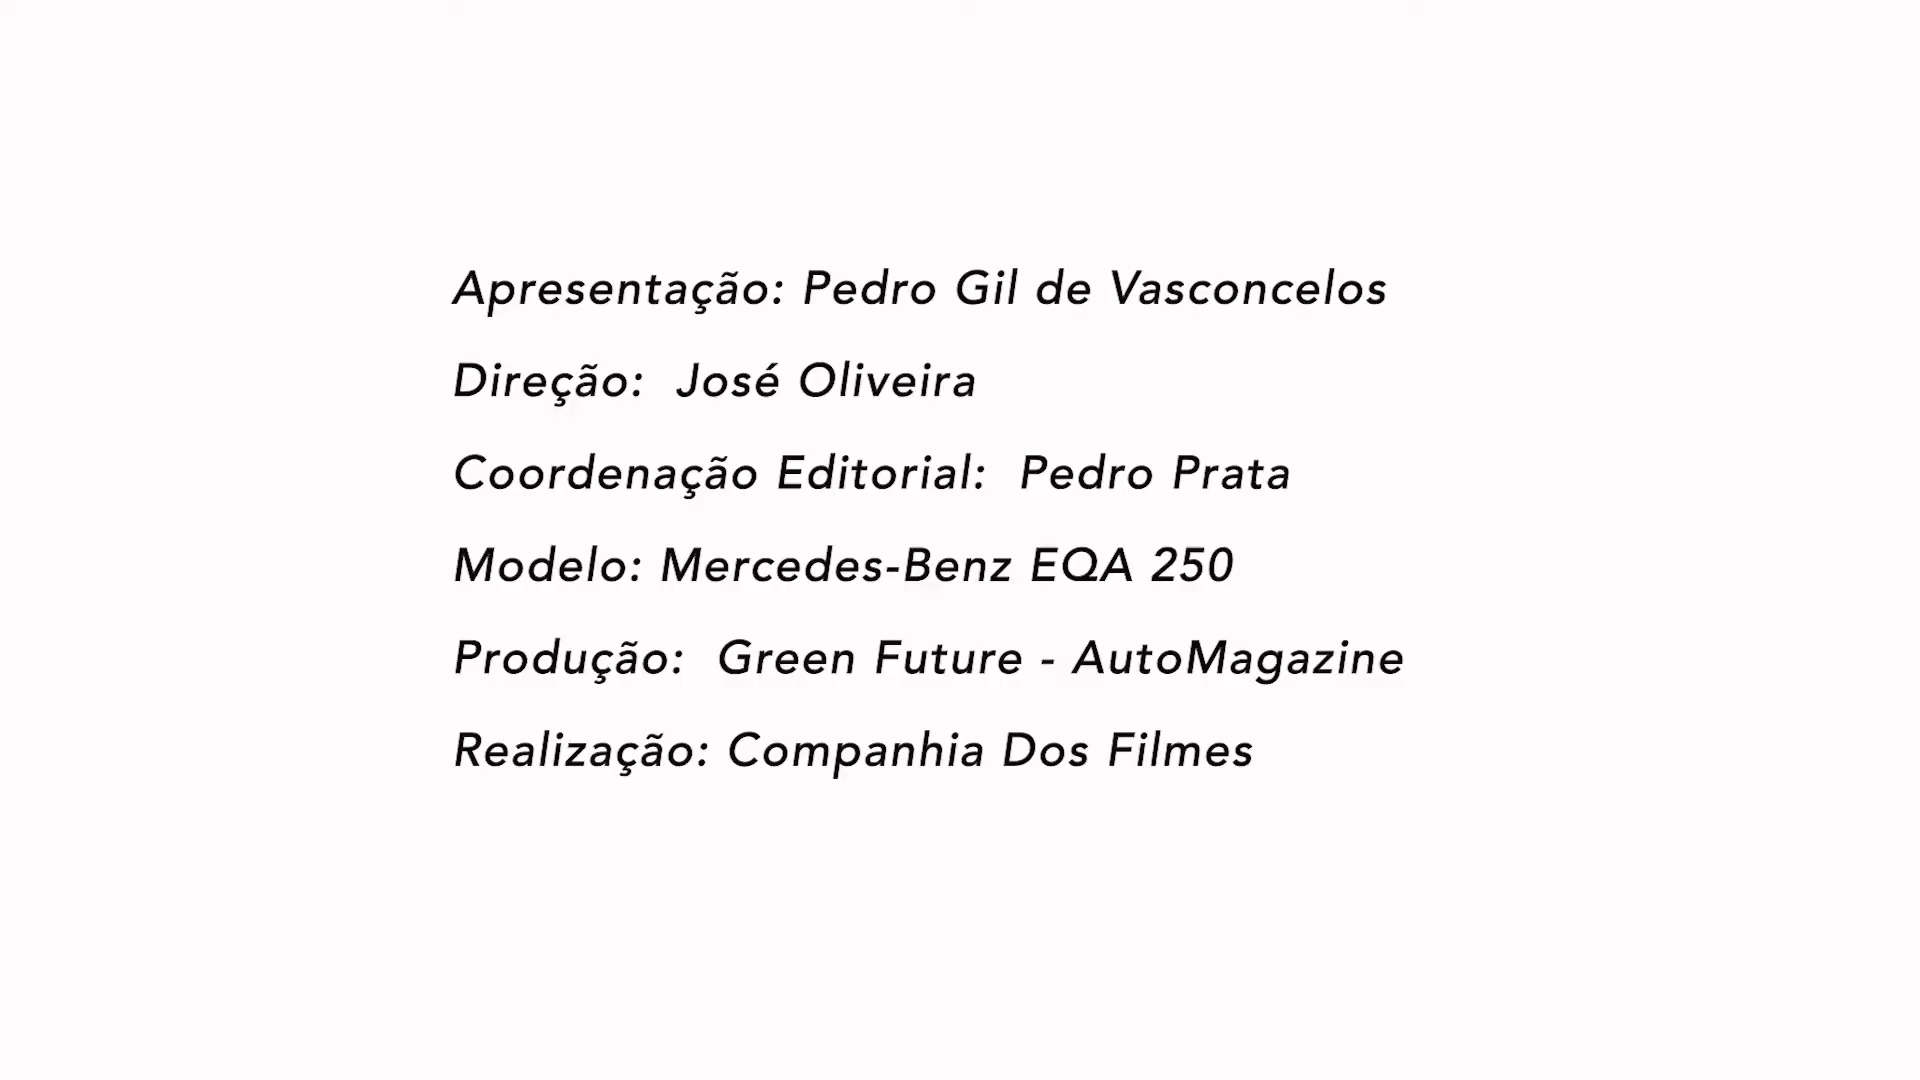 Apresentação: Pedro Gil de Vasconcelos
Direção: José Oliveira
Coordenação Editorial: Pedro Prata
Modelo: Mercedes-Benz EQA 250
Produção: Green Future - AutoMagazine
Realização: Companhia Dos Filmes